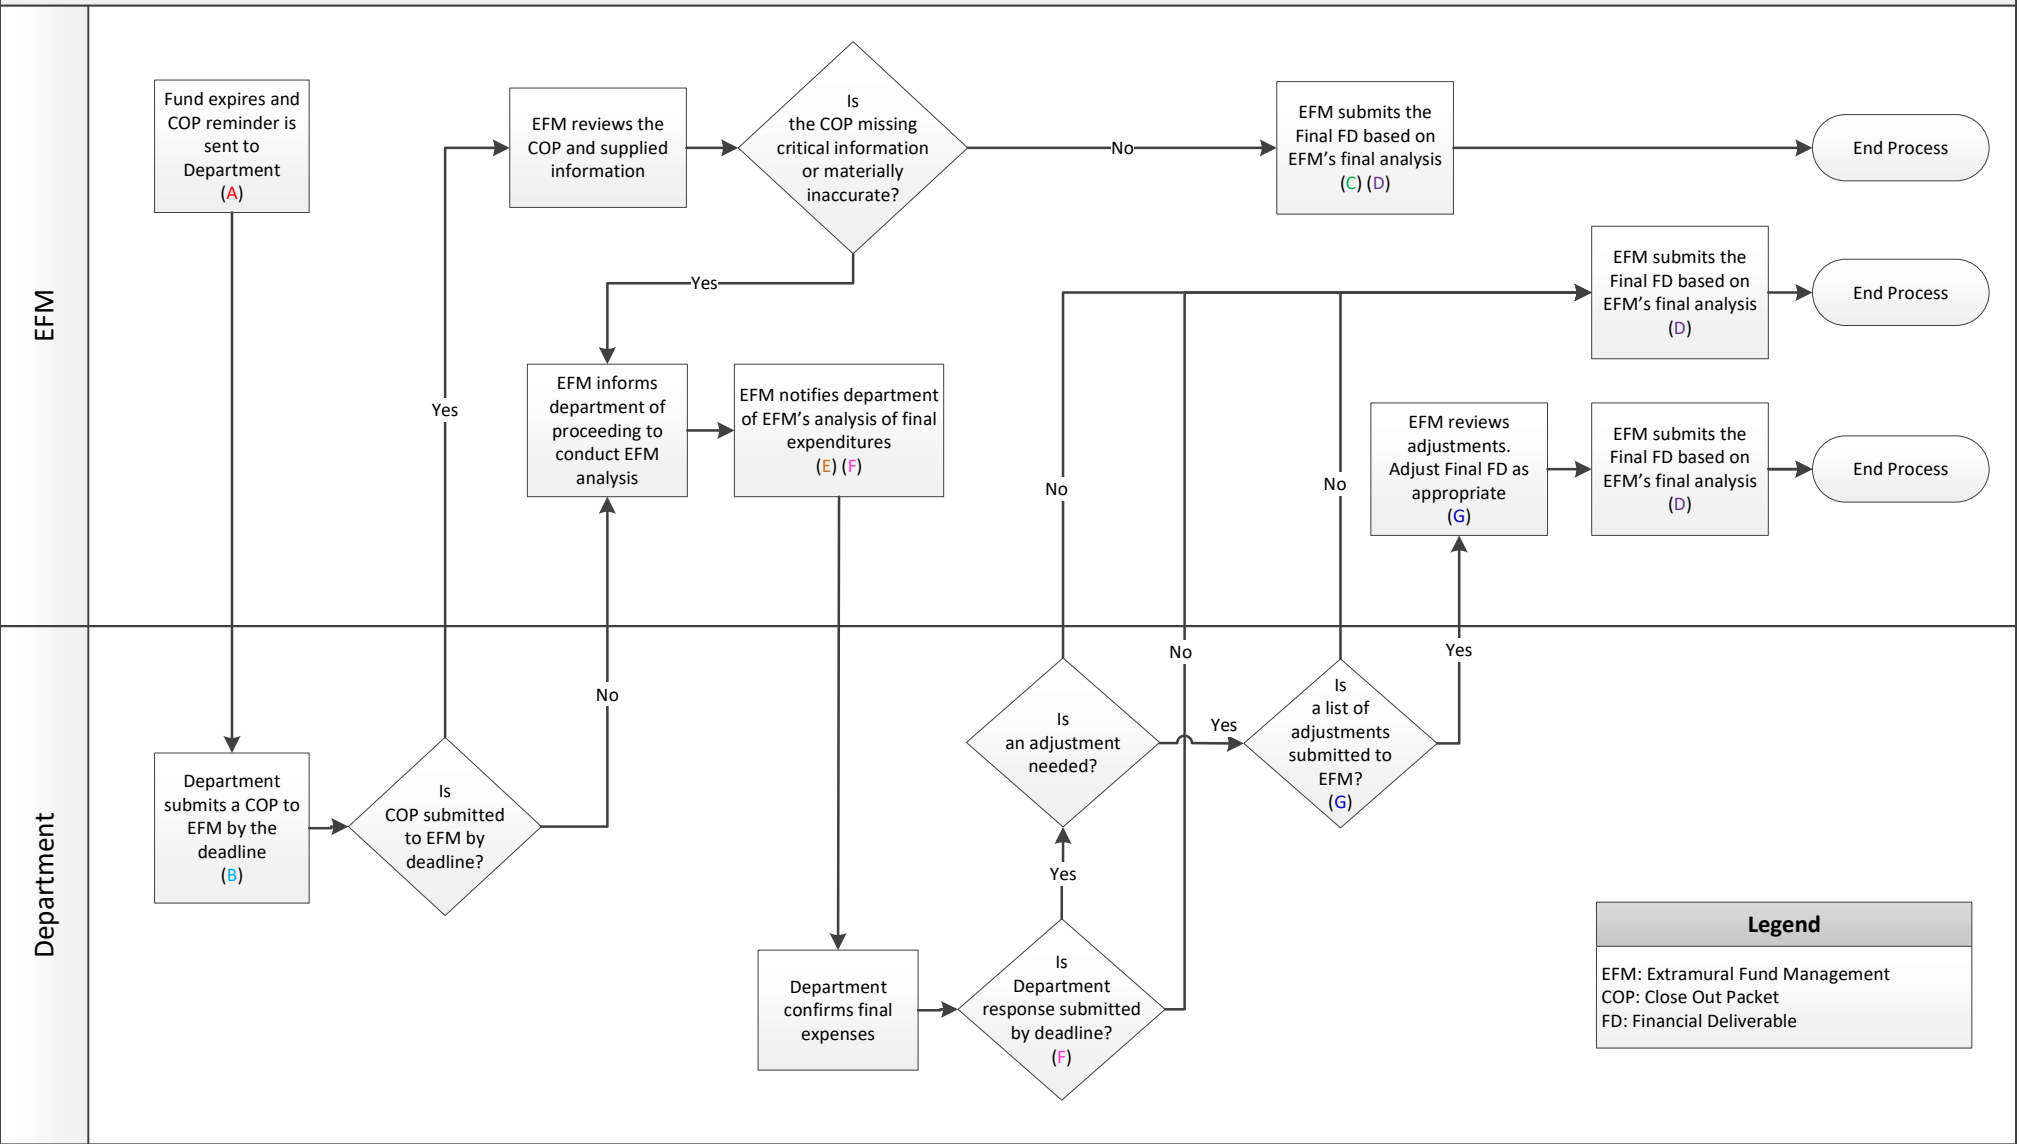 EFM
Fund expires and
COP reminder is
sent to
Department
(A)
EFM reviews the
COP and supplied
information
Is
the COP missing
critical information
or materially
inaccurate?
No
EFM submits the
Final FD based on
EFM’s final analysis
(C) (D)
End Process
Yes
EFM submits the
Final FD based on
EFM’s final analysis
(D)
End Process
Yes
EFM informs
department of
proceeding to
conduct EFM
analysis
EFM notifies department
of EFM’s analysis of final
expenditures
(E) (F)
No
No
EFM reviews
adjustments.
Adjust Final FD as
appropriate
(G)
EFM submits the
Final FD based on
EFM’s final analysis
(D)
End Process
Department
Department
submits a COP to
EFM by the
deadline
(B)
Is
COP submitted
to EFM by
deadline?
No
No
Yes
Is
an adjustment
needed?
Yes
Is
a list of
adjustments
submitted to
EFM?
(G)
Yes
Department
confirms final
expenses
Is
Department
response submitted
by deadline?
(F)
Legend
EFM: Extramural Fund Management
COP: Close Out Packet
FD: Financial Deliverable